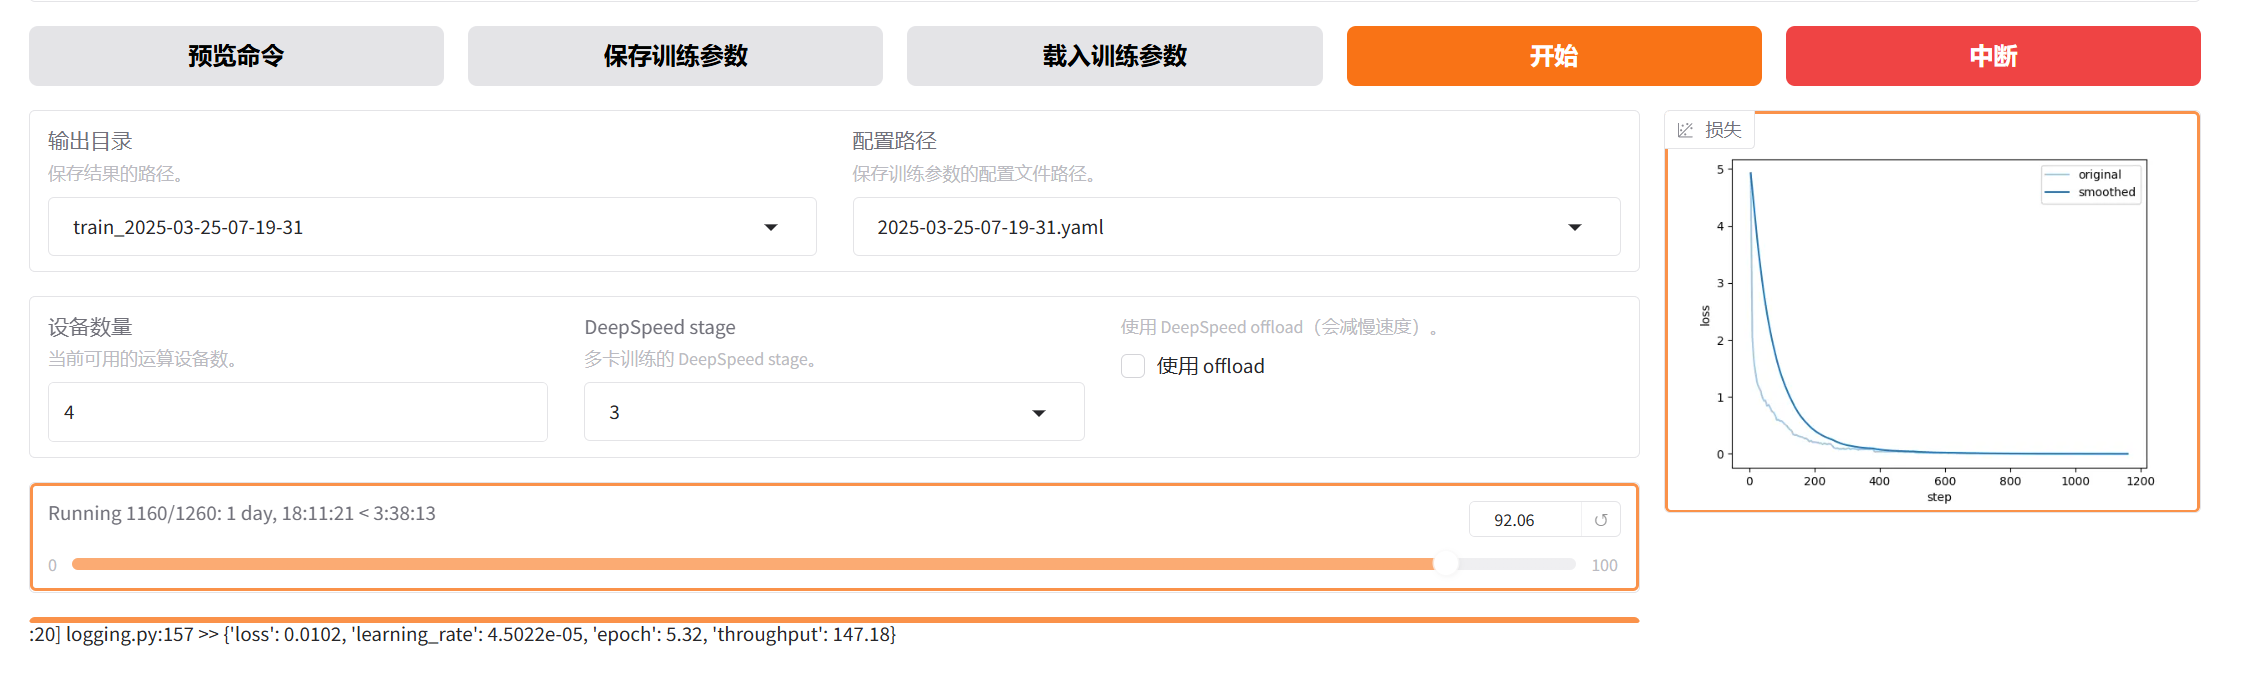 预览命令
保存训练参数
载入训练参数
开始
中断
输出目录
保存结果的路径。
train_2025-03-25-07-19-31
配置路径
保存训练参数的配置文件路径。
2025-03-25-07-19-31.yaml
设备数量
当前可用的运算设备数。
4
DeepSpeed stage
多卡训练的 DeepSpeed stage。
3
使用 DeepSpeed offload（会减慢速度）。
使用 offload
Running 1160/1260: 1 day, 18:11:21 < 3:38:13
92.06
0
100
:20] logging.py:157 >> {'loss': 0.0102, 'learning_rate': 4.5022e-05, 'epoch': 5.32, 'throughput': 147.18}
损失
original
smoothed
5
4
3
2
1
0
loss
0 200 400 600 800 1000 1200
step